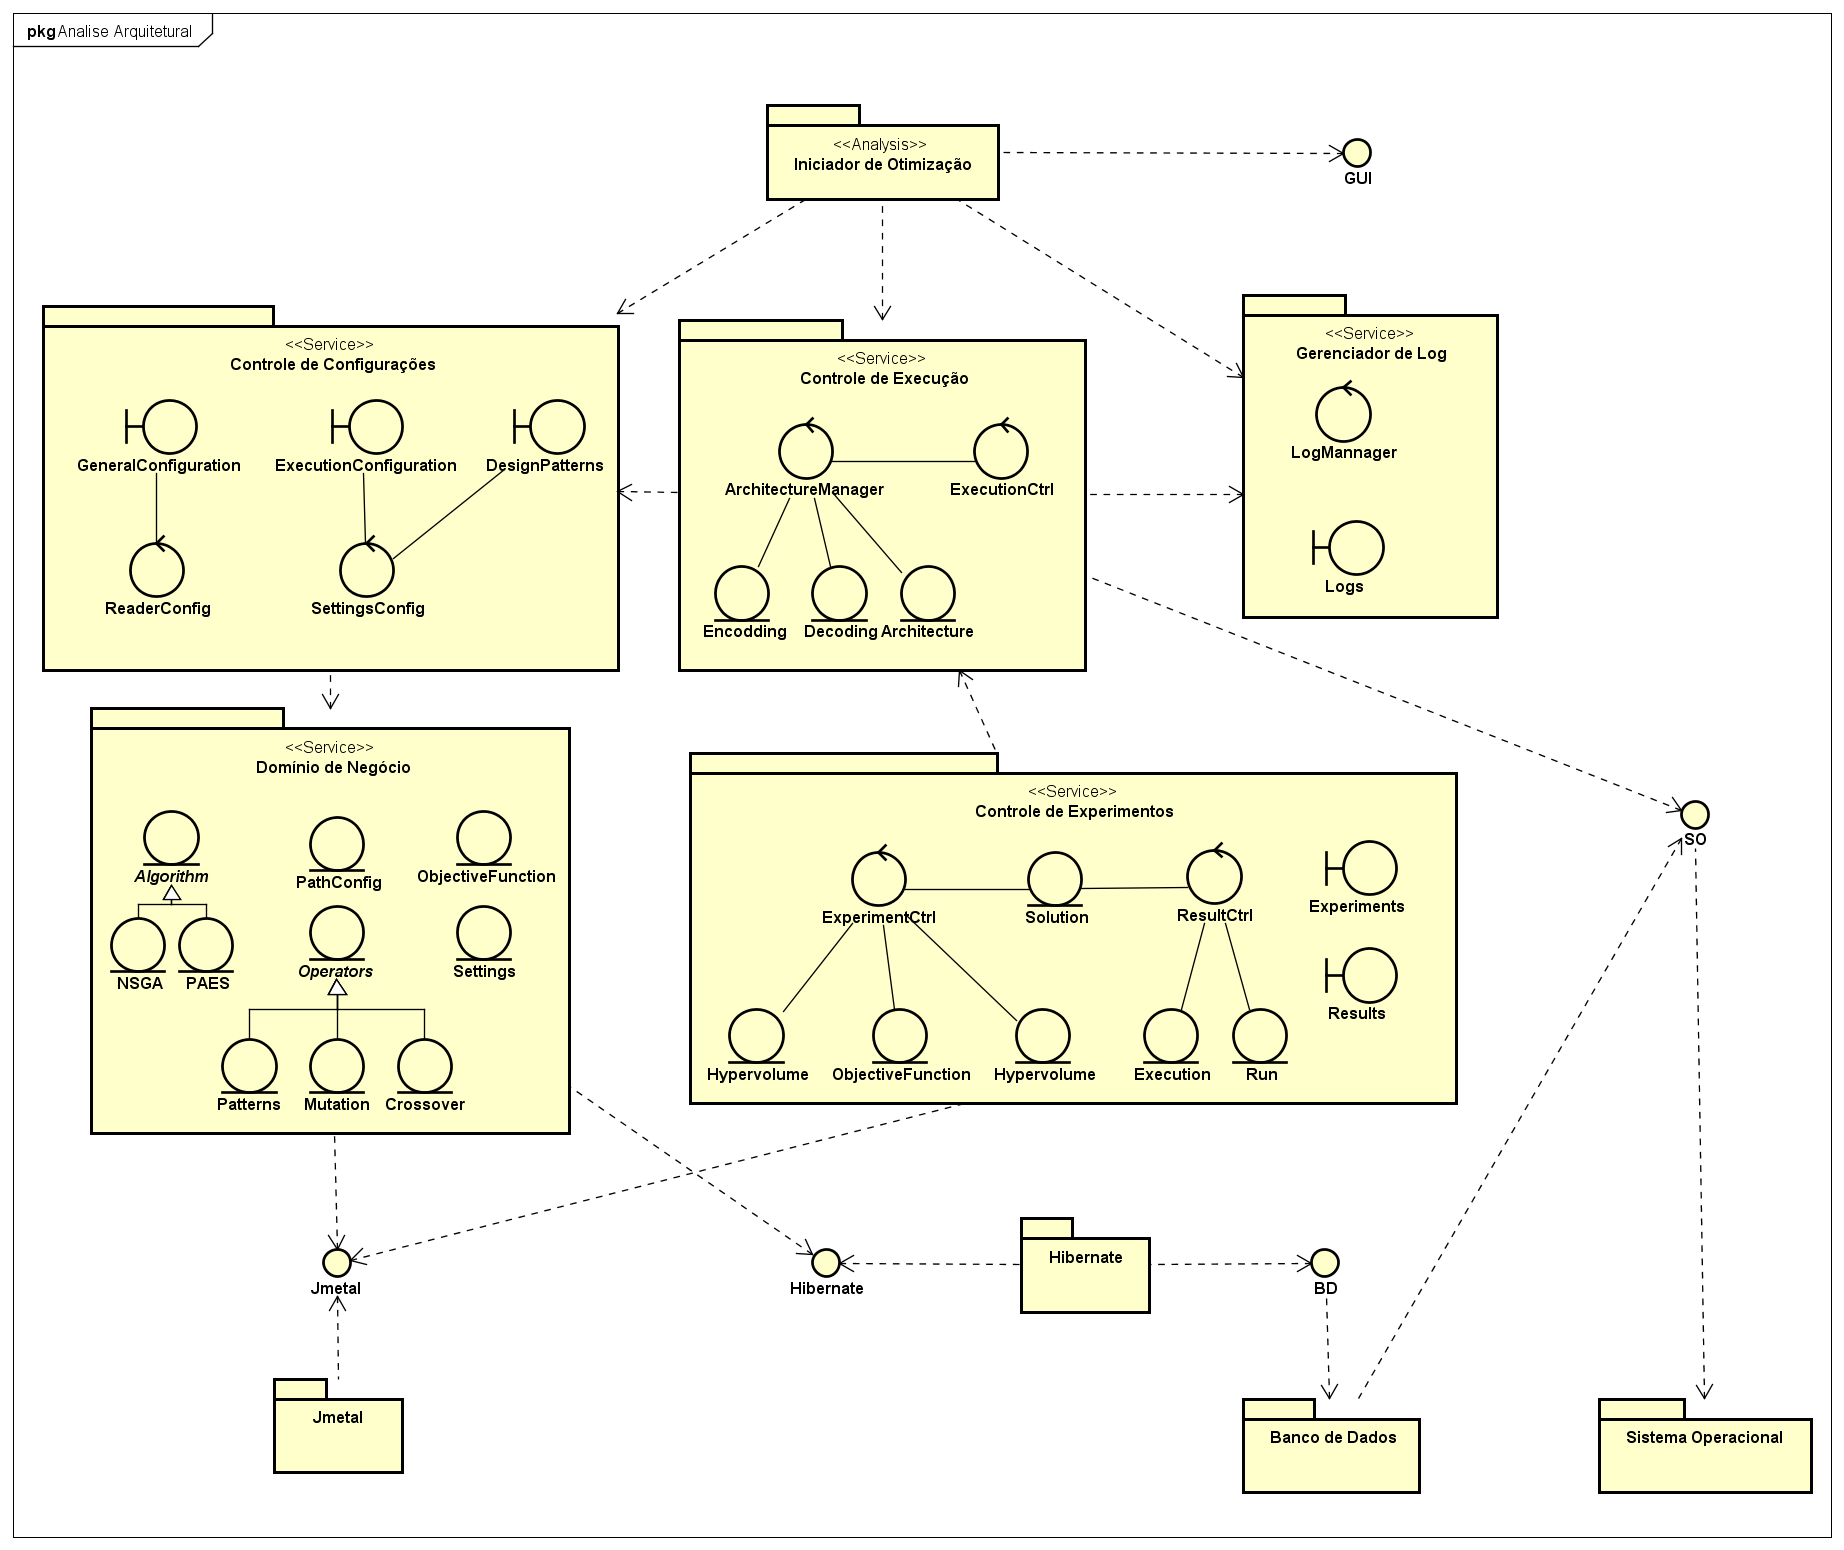 pkg Analise Arquitetural
<<Analysis>>
Iniciador de Otimização
GUI
<<Service>>
Controle de Configurações
GeneralConfiguration
ExecutionConfiguration
DesignPatterns
ReaderConfig
SettingsConfig
<<Service>>
Controle de Execução
ArchitectureManager
ExecutionCtrl
Encodding
Decoding
Architecture
<<Service>>
Gerenciador de Log
LogMannager
Logs
<<Service>>
Domínio de Negócio
Algorithm
PathConfig
ObjectiveFunction
NSGA
PAES
Operators
Settings
Patterns
Mutation
Crossover
<<Service>>
Controle de Experimentos
ExperimentCtrl
Solution
ResultCtrl
Experiments
Results
Hypervolume
ObjectiveFunction
Hypervolume
Execution
Run
SO
Jmetal
Hibernate
Hibernate
BD
Jmetal
Banco de Dados
Sistema Operacional